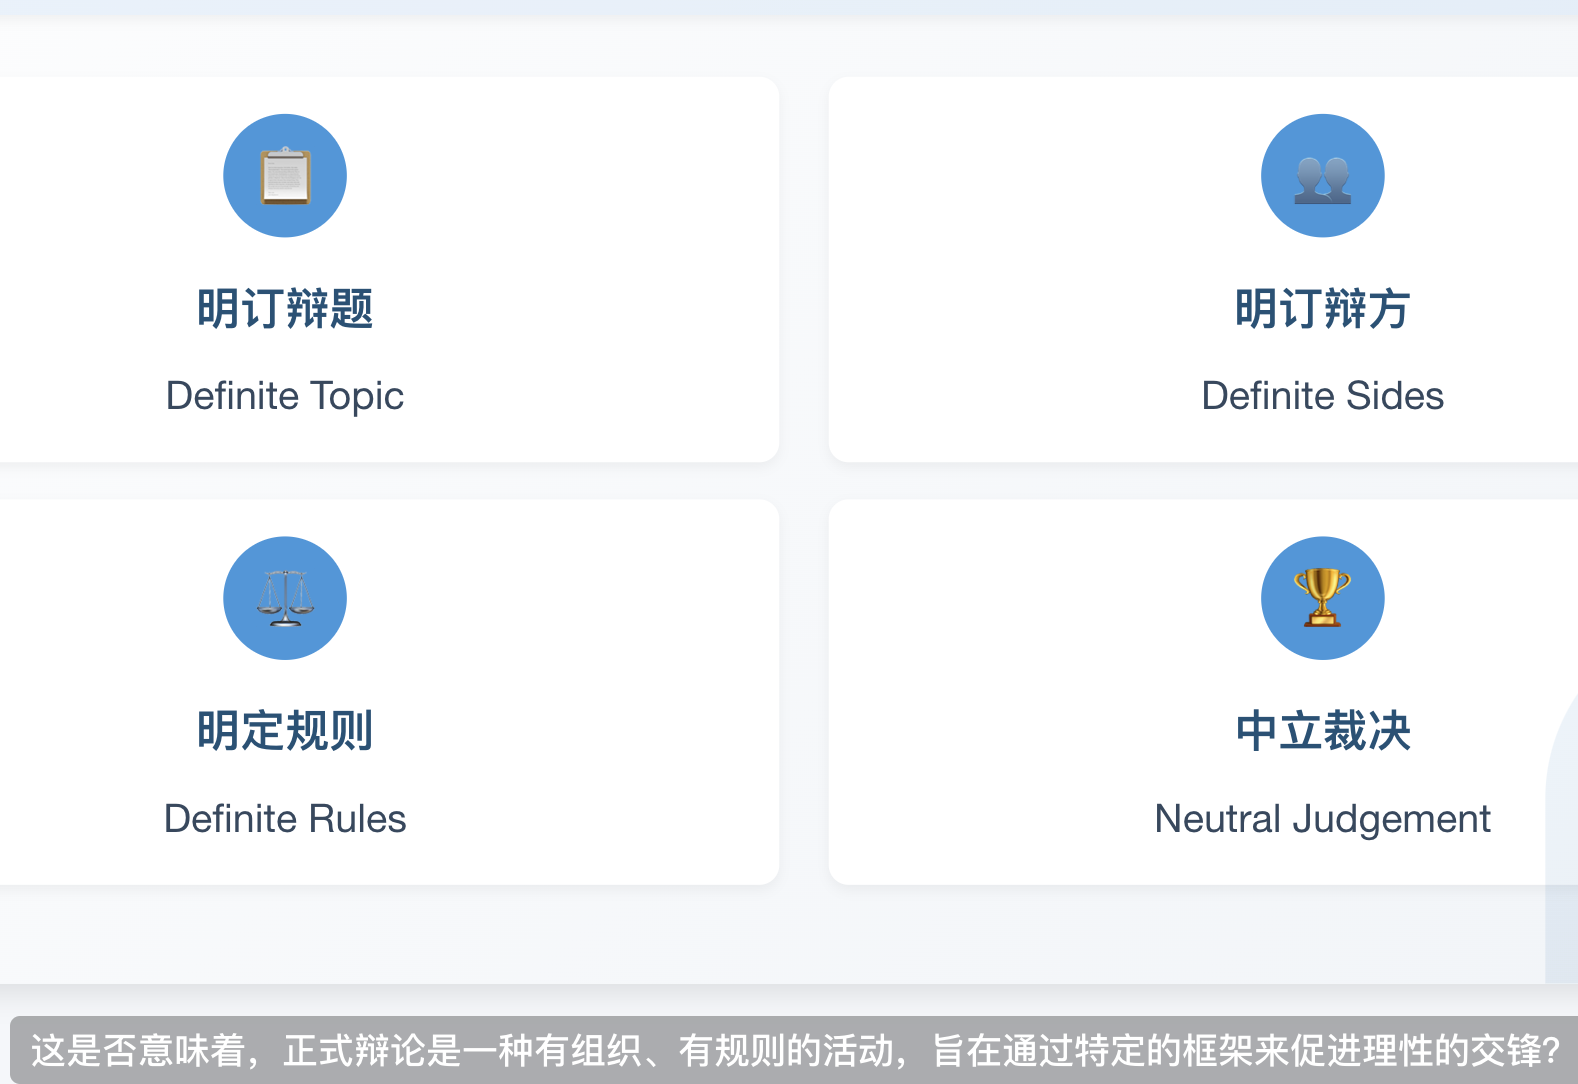 明订辩题
Definite Topic
明订辩方
Definite Sides
明定规则
Definite Rules
中立裁决
Neutral Judgement
这是否意味着，正式辩论是一种有组织、有规则的活动，旨在通过特定的框架来促进理性的交锋？